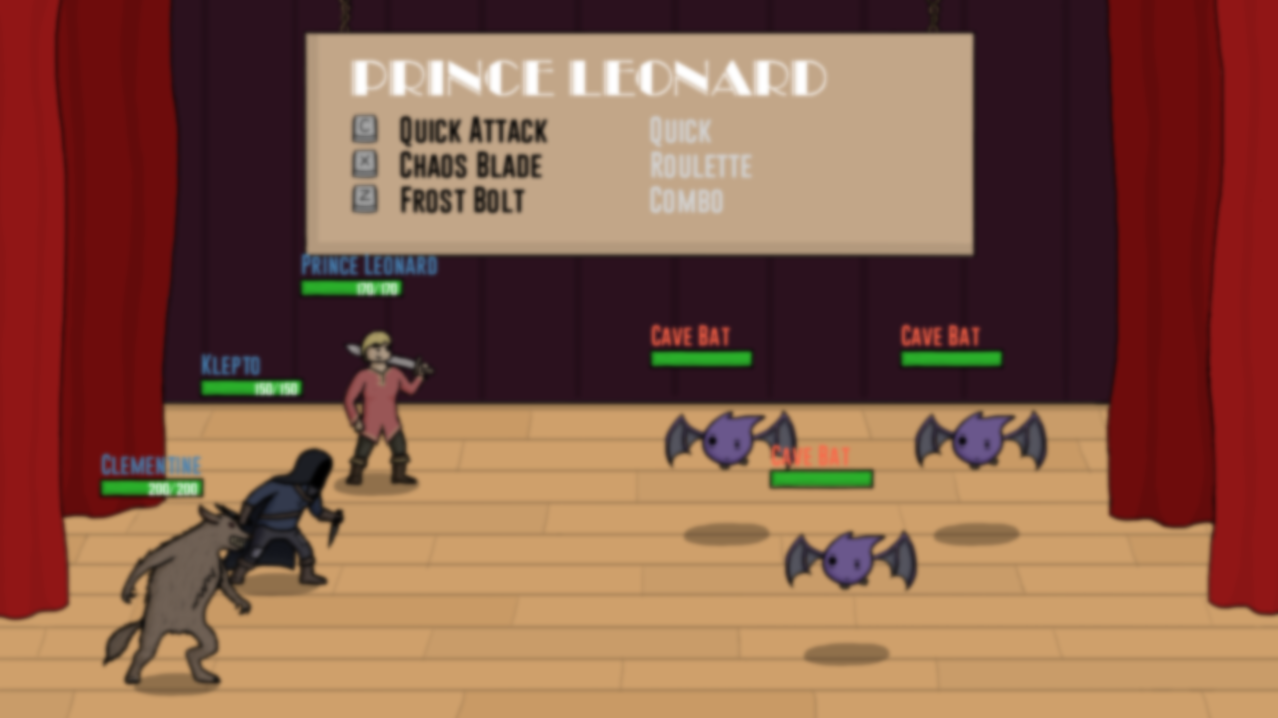 PRINCE LEONARD
C QUICK ATTACK QUICK
X CHAOS BLADE ROULETTE
Z FROST BOLT COMBO
PRINCE LEONARD
170/170
CAVE BAT
CAVE BAT
KLEPTO
150/150
CAVE BAT
CLEMENTINE
200/200